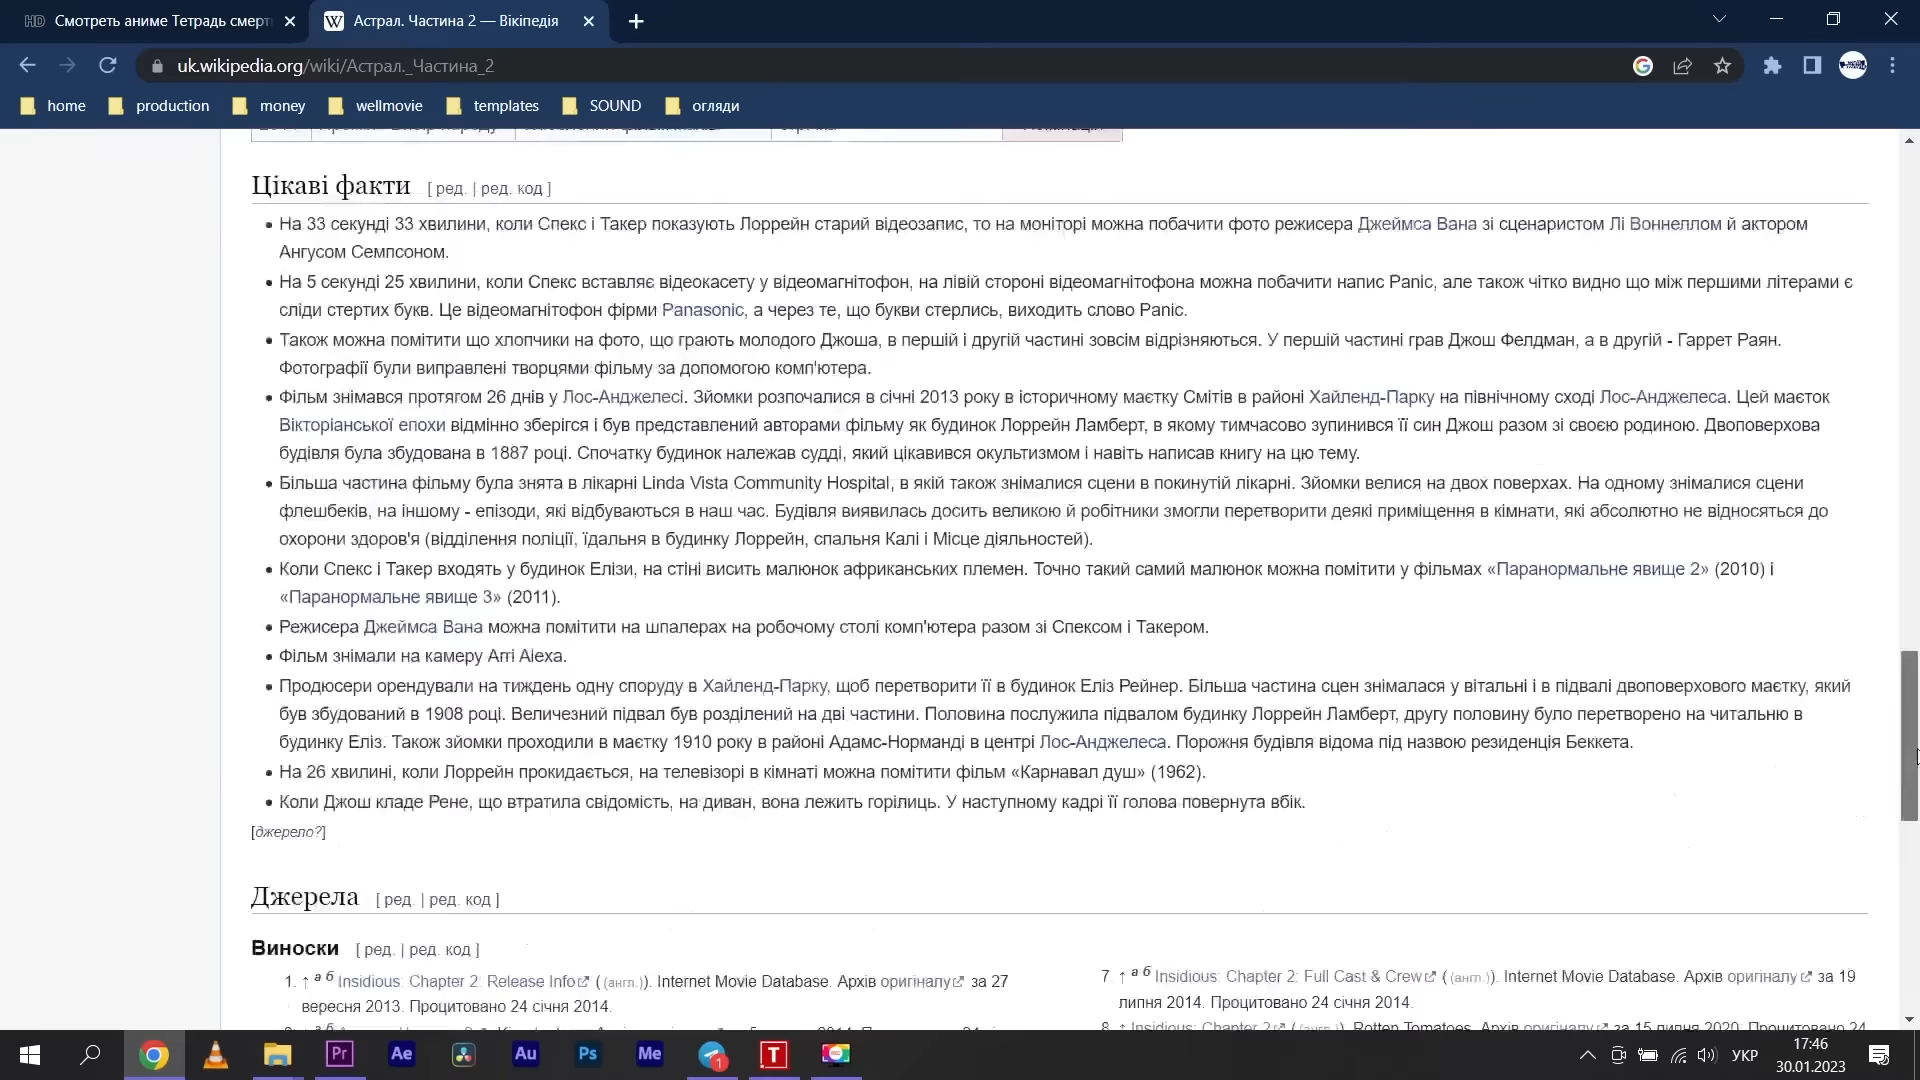 HD Смотреть аниме Тетрадь смерт
W Астрал. Частина 2 — Вікіпедія
uk.wikipedia.org/wiki/Астрал._Частина_2
home production money wellmovie templates SOUND огляди
Цікаві факти [ ред. | ред. код ]
На 33 секунді 33 хвилини, коли Спекс і Такер показують Лоррейн старий відеозапис, то на моніторі можна побачити фото режисера Джеймса Вана зі сценаристом Лі Воннеллом й актором
Ангусом Семпсоном.
На 5 секунді 25 хвилини, коли Спекс вставляє відеокасету у відеомагнітофон, на лівій стороні відеомагнітофона можна побачити напис Panic, але також чітко видно що між першими літерами є
сліди стертих букв. Це відеомагнітофон фірми Panasonic, а через те, що букви стерлись, виходить слово Panic.
Також можна помітити що хлопчики на фото, що грають молодого Джоша, в першій і другій частині зовсім відрізняються. У першій частині грав Джош Фелдман, а в другій - Гаррет Раян.
Фотографії були виправлені творцями фільму за допомогою комп'ютера.
Фільм знімався протягом 26 днів у Лос-Анджелесі. Зйомки розпочалися в січні 2013 року в історичному маєтку Смітів в районі Хайленд-Парку на північному сході Лос-Анджелеса. Цей маєток
Вікторіанської епохи відмінно зберігся і був представлений авторами фільму як будинок Лоррейн Ламберт, в якому тимчасово зупинився її син Джош разом зі своєю родиною. Двоповерхова
будівля була збудована в 1887 році. Спочатку будинок належав судді, який цікавився окультизмом і навіть написав книгу на цю тему.
Більша частина фільму була знята в лікарні Linda Vista Community Hospital, в якій також знімалися сцени в покинутій лікарні. Зйомки велися на двох поверхах. На одному знімалися сцени
флешбеків, на іншому - епізоди, які відбуваються в наш час. Будівля виявилась досить великою й робітники змогли перетворити деякі приміщення в кімнати, які абсолютно не відносяться до
охорони здоров'я (відділення поліції, їдальня в будинку Лоррейн, спальня Калі і Місце діяльностей).
Коли Спекс і Такер входять у будинок Елізи, на стіні висить малюнок африканських племен. Точно такий самий малюнок можна помітити у фільмах «Паранормальне явище 2» (2010) і
«Паранормальне явище 3» (2011).
Режисера Джеймса Вана можна помітити на шпалерах на робочому столі комп'ютера разом зі Спексом і Такером.
Фільм знімали на камеру Arri Alexa.
Продюсери орендували на тиждень одну споруду в Хайленд-Парку, щоб перетворити її в будинок Еліз Рейнер. Більша частина сцен знімалася у вітальні і в підвалі двоповерхового маєтку, який
був збудований в 1908 році. Величезний підвал був розділений на дві частини. Половина послужила підвалом будинку Лоррейн Ламберт, другу половину було перетворено на читальню в
будинку Еліз. Також зйомки проходили в маєтку 1910 року в районі Адамс-Норманді в центрі Лос-Анджелеса. Порожня будівля відома під назвою резиденція Беккета.
На 26 хвилині, коли Лоррейн прокидається, на телевізорі в кімнаті можна помітити фільм «Карнавал душ» (1962).
Коли Джош кладе Рене, що втратила свідомість, на диван, вона лежить горілиць. У наступному кадрі її голова повернута вбік.
[джерело?]
Джерела [ ред. | ред. код ]
Виноски [ ред. | ред. код ]
1. ↑ а б Insidious: Chapter 2: Release Info ( (англ.)). Internet Movie Database. Архів оригіналу за 27
вересня 2013. Процитовано 24 січня 2014.
7. ↑ а б Insidious: Chapter 2: Full Cast & Crew ( (англ.)). Internet Movie Database. Архів оригіналу за 19
липня 2014. Процитовано 24 січня 2014.
8. ↑ Insidious: Chapter 2 ( (англ.)). Rotten Tomatoes. Архів оригіналу за 15 липня 2020. Процитовано 24
Pr Ae Au Ps Me 1 T
УКР
17:46
30.01.2023